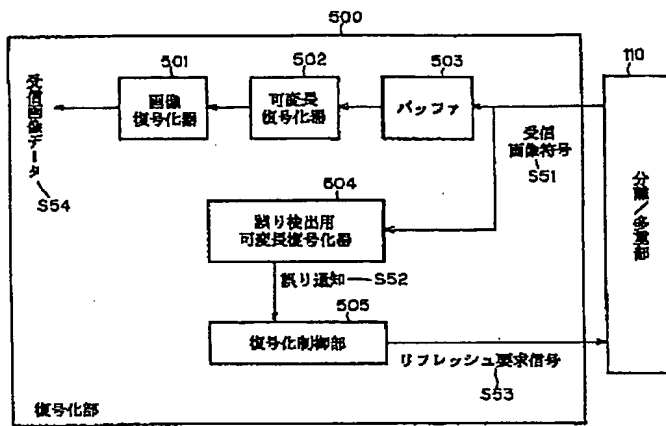 500
501
502
503
110
画像
復号化器
可変長
復号化器
バッファ
受信画像データ
S54
受信
画像符号
S51
分離/多重部
504
誤り検出用
可変長復号化器
誤り通知
S52
505
復号化制御部
リフレッシュ要求信号
S53
復号化部